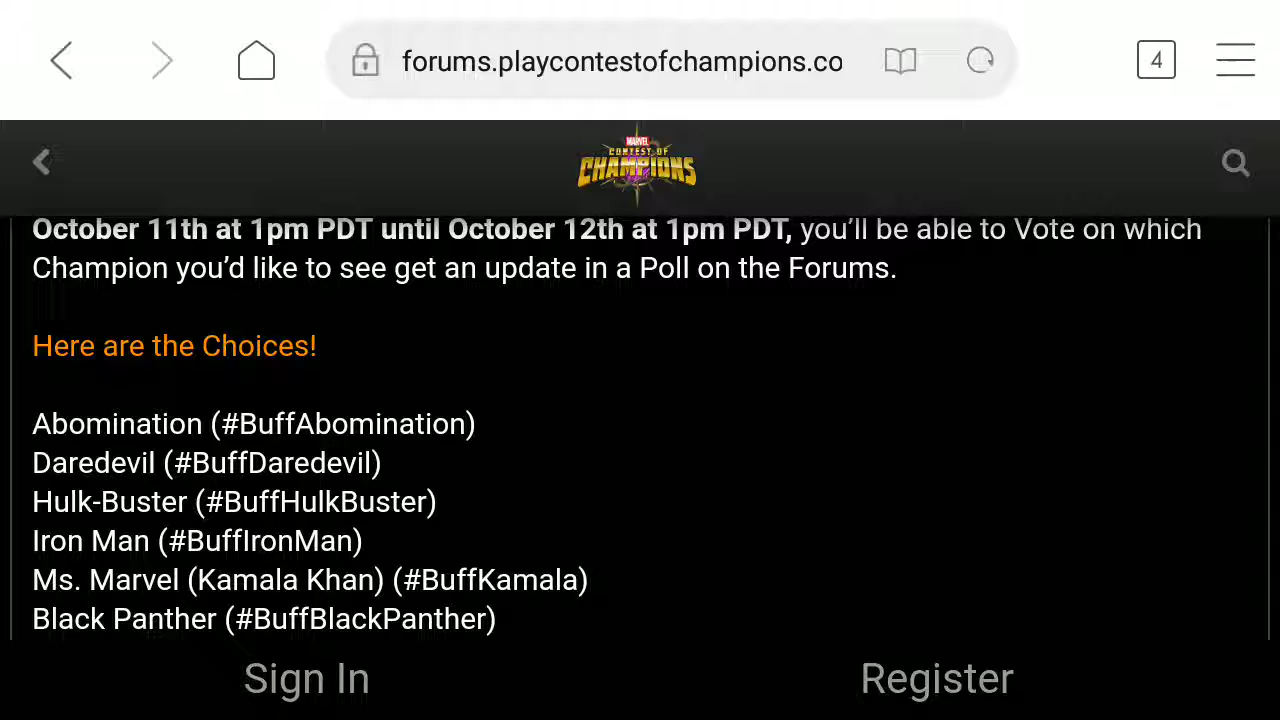 forums.playcontestofchampions.co
4
MARVEL
CONTEST OF
CHAMPIONS
October 11th at 1pm PDT until October 12th at 1pm PDT, you’ll be able to Vote on which
Champion you’d like to see get an update in a Poll on the Forums.
Here are the Choices!
Abomination (#BuffAbomination)
Daredevil (#BuffDaredevil)
Hulk-Buster (#BuffHulkBuster)
Iron Man (#BuffIronMan)
Ms. Marvel (Kamala Khan) (#BuffKamala)
Black Panther (#BuffBlackPanther)
Sign In
Register